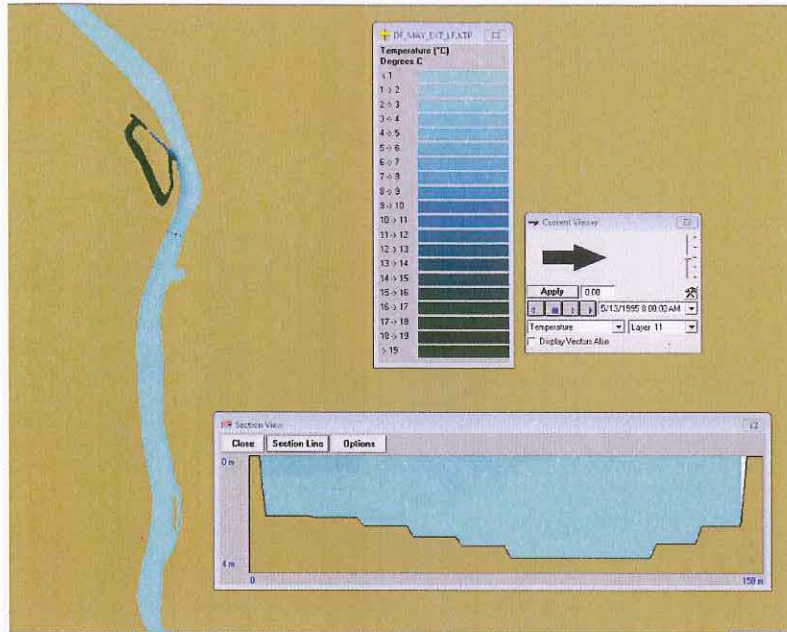 DF_MAY_EXT_LF.XTP
Temperature (°C)
Degrees C
< 1
1 -> 2
2 -> 3
3 -> 4
4 -> 5
5 -> 6
6 -> 7
7 -> 8
8 -> 9
9 -> 10
10 -> 11
11 -> 12
12 -> 13
13 -> 14
14 -> 15
15 -> 16
16 -> 17
17 -> 18
18 -> 19
> 19
Current Viewer
Apply 0.00
5/13/1995 8:00:00 AM
Temperature Layer 11
Display Vectors Also
Section View
Close Section Line Options
0 m
4 m
0 150 m